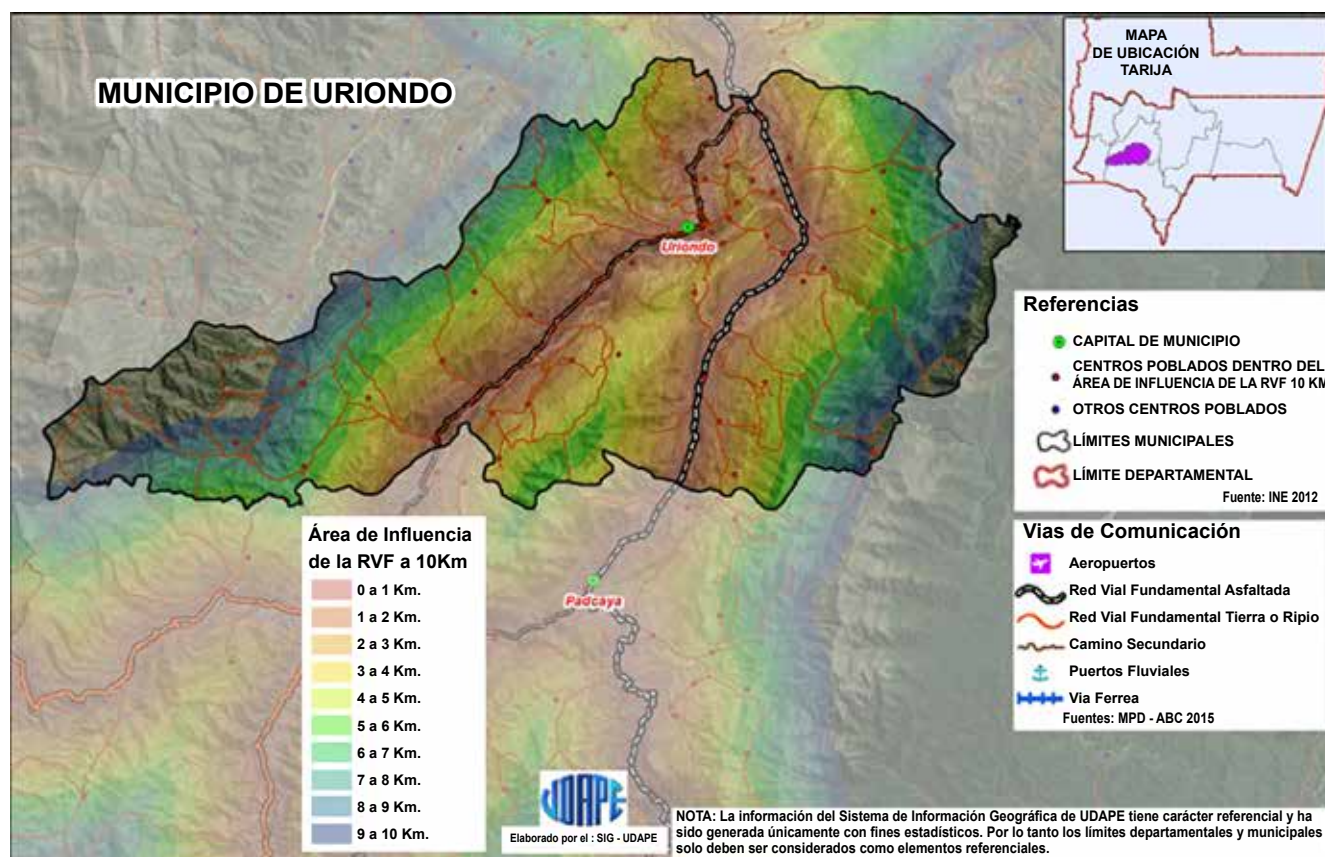 MUNICIPIO DE URIONDO
MAPA
DE UBICACIÓN
TARIJA
Uriondo
Padcaya
Referencias
CAPITAL DE MUNICIPIO
CENTROS POBLADOS DENTRO DEL
ÁREA DE INFLUENCIA DE LA RVF 10 KM
OTROS CENTROS POBLADOS
LÍMITES MUNICIPALES
LÍMITE DEPARTAMENTAL
Fuente: INE 2012
Vias de Comunicación
Aeropuertos
Red Vial Fundamental Asfaltada
Red Vial Fundamental Tierra o Ripio
Camino Secundario
Puertos Fluviales
Via Ferrea
Fuentes: MPD - ABC 2015
Área de Influencia
de la RVF a 10Km
0 a 1 Km.
1 a 2 Km.
2 a 3 Km.
3 a 4 Km.
4 a 5 Km.
5 a 6 Km.
6 a 7 Km.
7 a 8 Km.
8 a 9 Km.
9 a 10 Km.
UDAPE
Elaborado por el : SIG - UDAPE
NOTA: La información del Sistema de Información Geográfica de UDAPE tiene carácter referencial y ha
sido generada únicamente con fines estadísticos. Por lo tanto los límites departamentales y municipales
solo deben ser considerados como elementos referenciales.